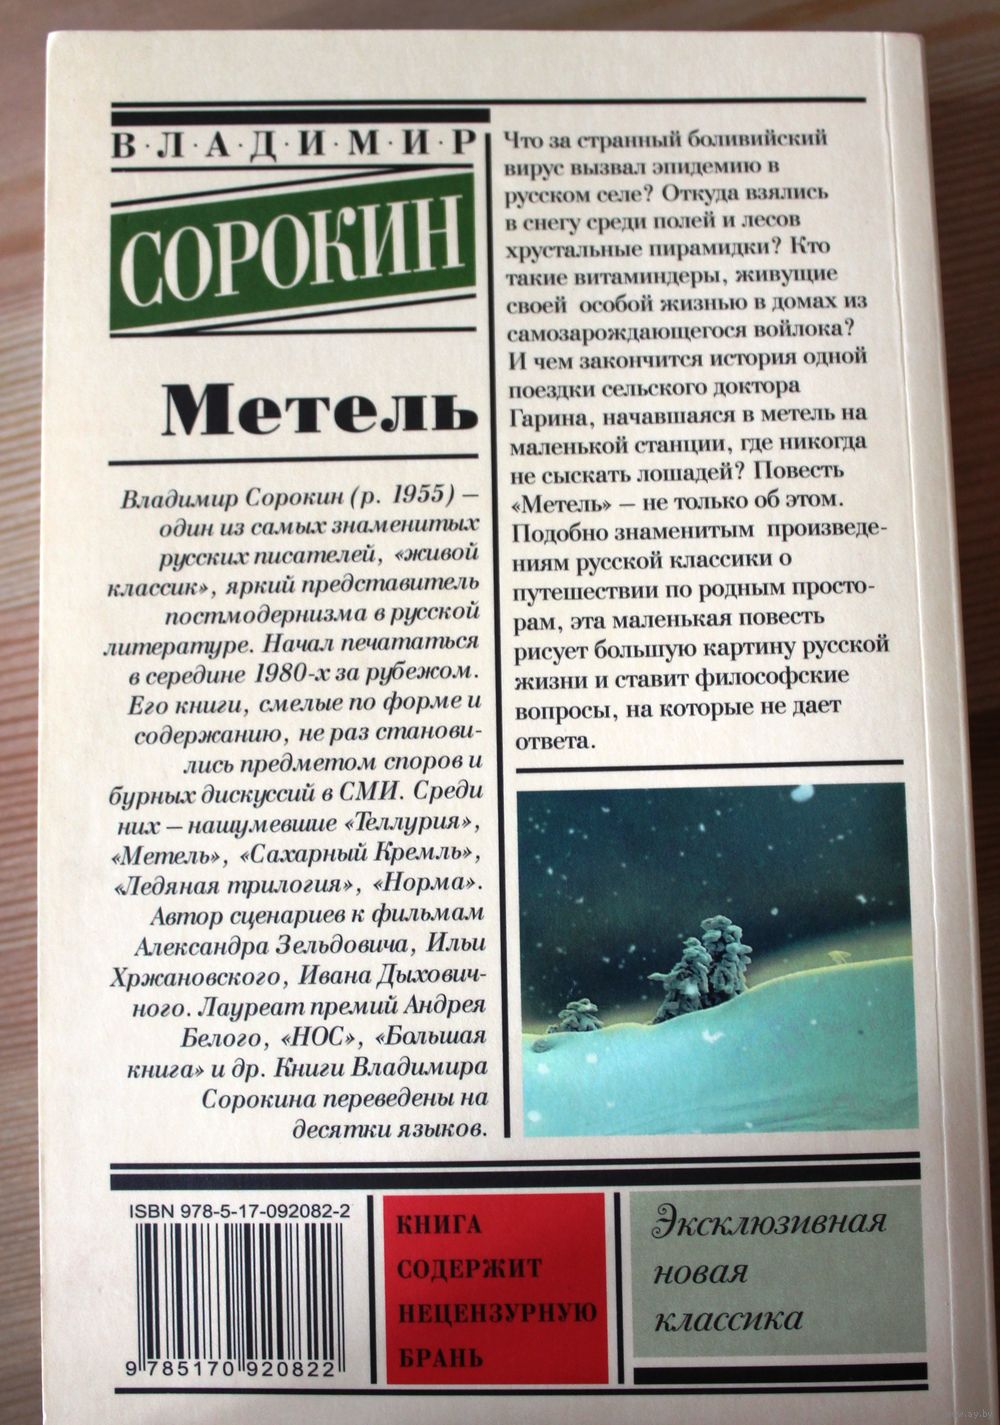 В·Л·А·Д·И·М·И·Р
СОРОКИН
Метель
Владимир Сорокин (р. 1955) —
один из самых знаменитых
русских писателей, «живой
классик», яркий представитель
постмодернизма в русской
литературе. Начал печататься
в середине 1980-х за рубежом.
Его книги, смелые по форме и
содержанию, не раз станови-
лись предметом споров и
бурных дискуссий в СМИ. Среди
них — нашумевшие «Теллурия»,
«Метель», «Сахарный Кремль»,
«Ледяная трилогия», «Норма».
Автор сценариев к фильмам
Александра Зельдовича, Ильи
Хржановского, Ивана Дыхович-
ного. Лауреат премий Андрея
Белого, «НОС», «Большая
книга» и др. Книги Владимира
Сорокина переведены на
десятки языков.
Что за странный боливийский
вирус вызвал эпидемию в
русском селе? Откуда взялись
в снегу среди полей и лесов
хрустальные пирамидки? Кто
такие витаминдеры, живущие
своей особой жизнью в домах из
самозарождающегося войлока?
И чем закончится история одной
поездки сельского доктора
Гарина, начавшаяся в метель на
маленькой станции, где никогда
не сыскать лошадей? Повесть
«Метель» — не только об этом.
Подобно знаменитым произведе-
ниям русской классики о
путешествии по родным просто-
рам, эта маленькая повесть
рисует большую картину русской
жизни и ставит философские
вопросы, на которые не дает
ответа.
ISBN 978-5-17-092082-2
9 785170 920822
КНИГА
СОДЕРЖИТ
НЕЦЕНЗУРНУЮ
БРАНЬ
Эксклюзивная
новая
классика